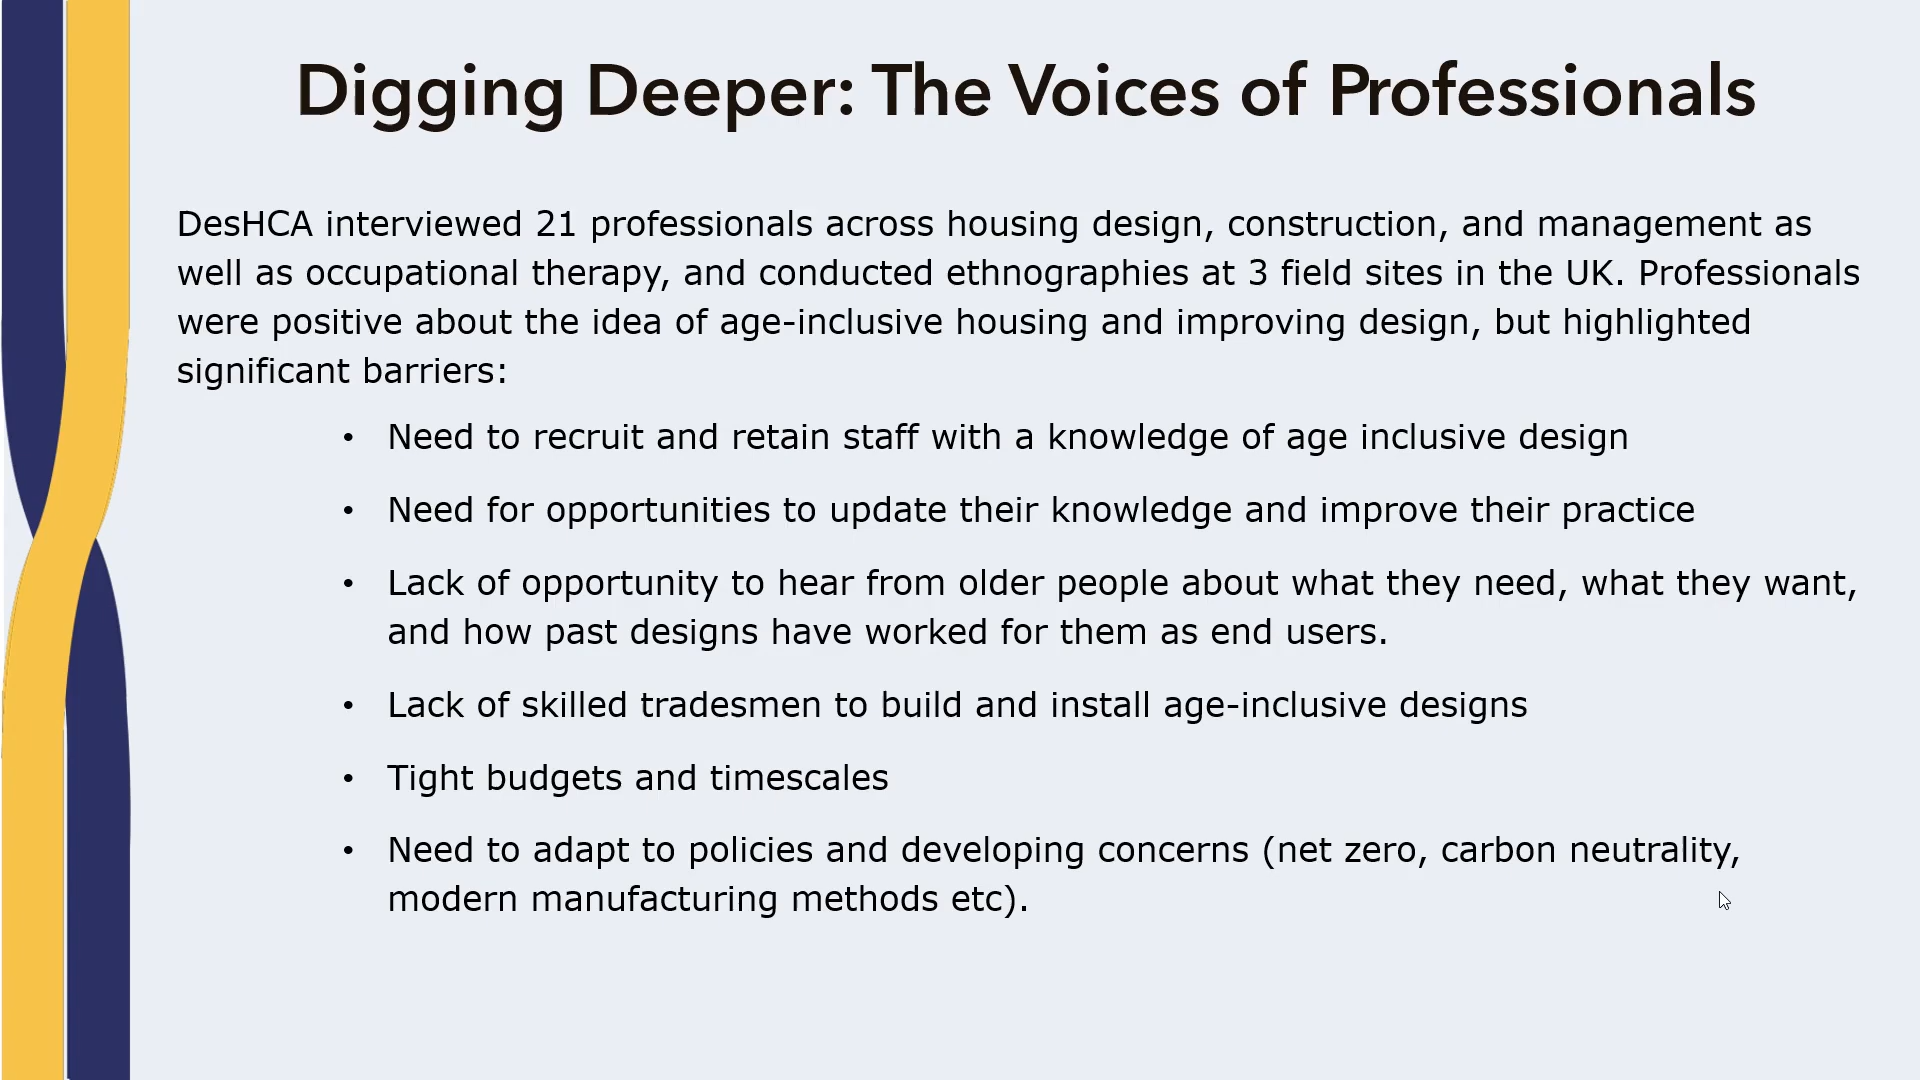 Digging Deeper: The Voices of Professionals
DesHCA interviewed 21 professionals across housing design, construction, and management as
well as occupational therapy, and conducted ethnographies at 3 field sites in the UK. Professionals
were positive about the idea of age-inclusive housing and improving design, but highlighted
significant barriers:
• Need to recruit and retain staff with a knowledge of age inclusive design
• Need for opportunities to update their knowledge and improve their practice
• Lack of opportunity to hear from older people about what they need, what they want,
and how past designs have worked for them as end users.
• Lack of skilled tradesmen to build and install age-inclusive designs
• Tight budgets and timescales
• Need to adapt to policies and developing concerns (net zero, carbon neutrality,
modern manufacturing methods etc).